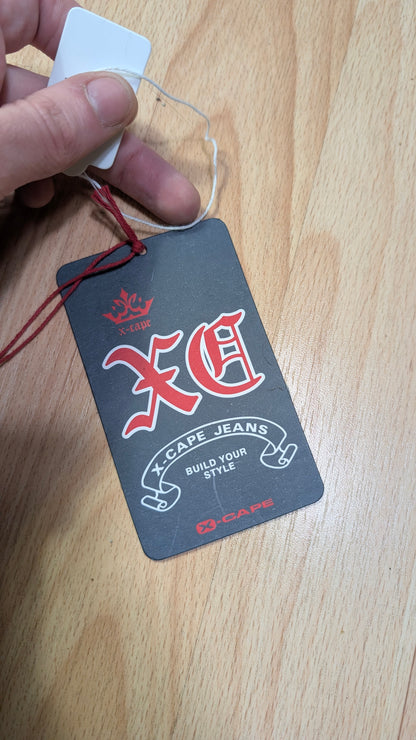 x-cape
XC
X-CAPE JEANS
BUILD YOUR
STYLE
X-CAPE